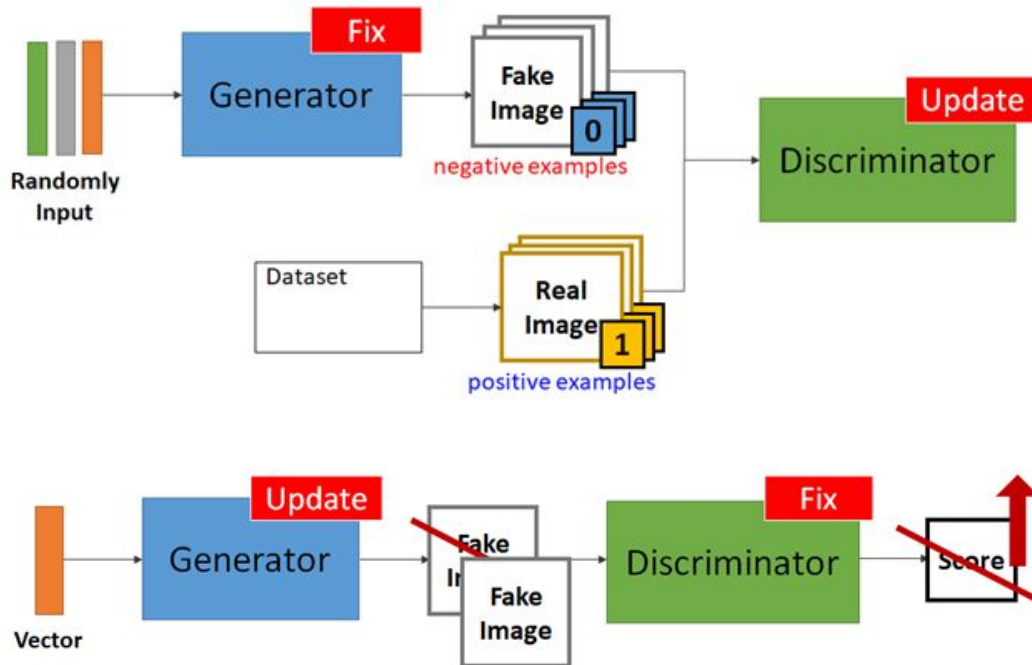 Fix
Generator
Randomly
Input
Fake
Image
0
negative examples
Update
Discriminator
Dataset
Real
Image
1
positive examples
Update
Generator
Vector
Fake
Fake
Image
Fix
Discriminator
Score